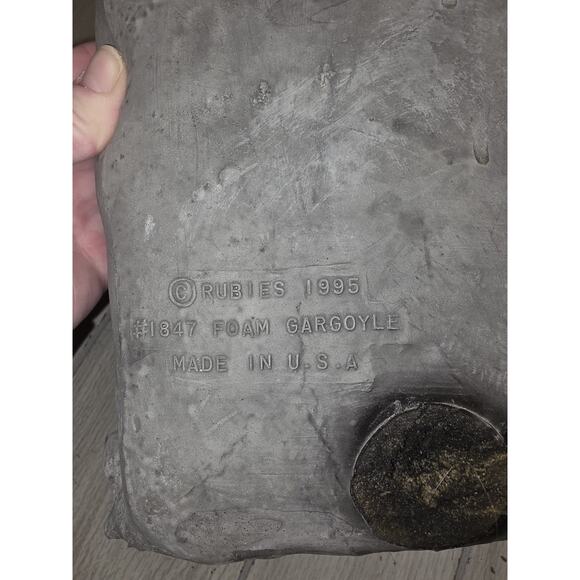 © RUBIES 1995
#1847 FOAM GARGOYLE
MADE IN U.S.A